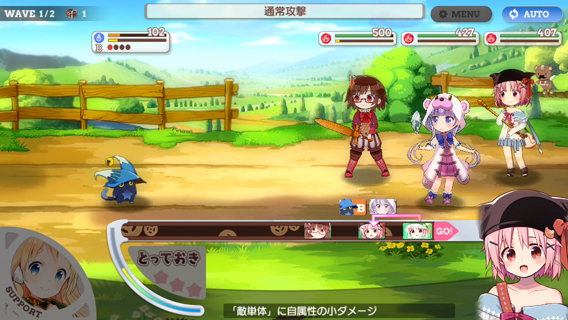 WAVE 1/2 1
通常攻撃
MENU
AUTO
B 102
500
427
407
B
GO!
とっておき
SUPPORT
「敵単体」に自属性の小ダメージ